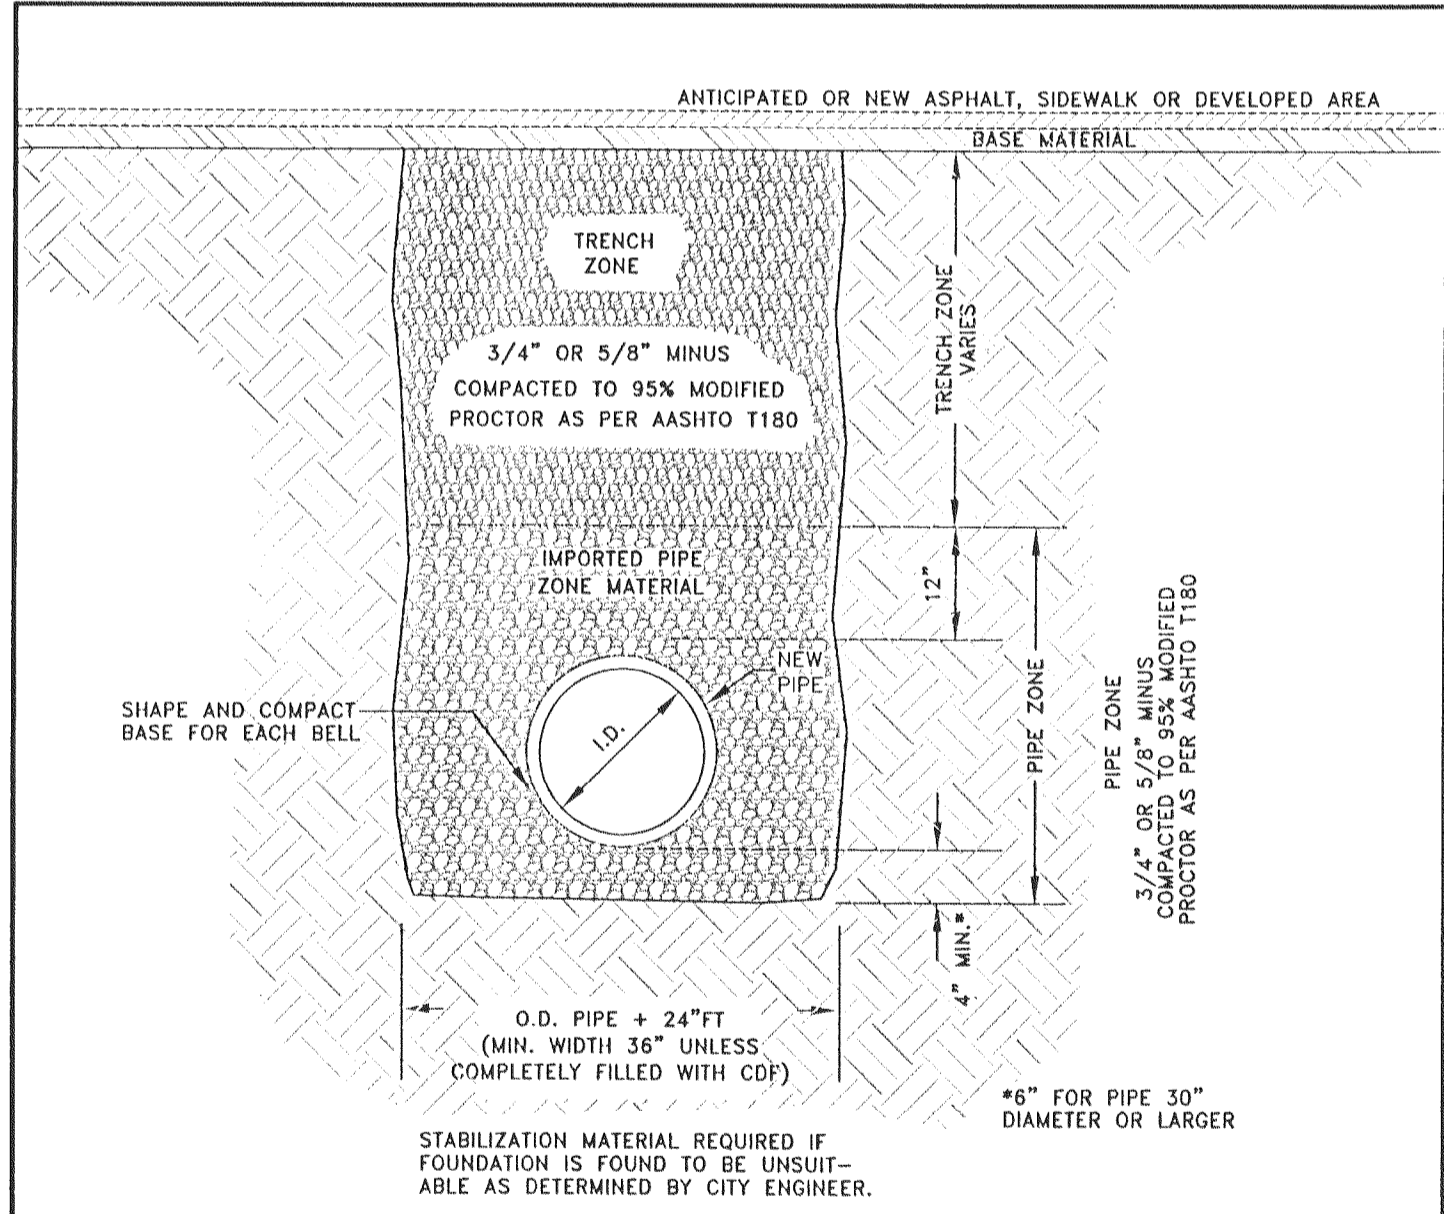 ANTICIPATED OR NEW ASPHALT, SIDEWALK OR DEVELOPED AREA
BASE MATERIAL
TRENCH
ZONE
3/4" OR 5/8" MINUS
COMPACTED TO 95% MODIFIED
PROCTOR AS PER AASHTO T180
TRENCH ZONE
VARIES
IMPORTED PIPE
ZONE MATERIAL
12"
NEW
PIPE
SHAPE AND COMPACT
BASE FOR EACH BELL
I.D.
PIPE ZONE
PIPE ZONE
3/4" OR 5/8" MINUS
COMPACTED TO 95% MODIFIED
PROCTOR AS PER AASHTO T180
4" MIN.*
O.D. PIPE + 24"FT
(MIN. WIDTH 36" UNLESS
COMPLETELY FILLED WITH CDF)
*6" FOR PIPE 30"
DIAMETER OR LARGER
STABILIZATION MATERIAL REQUIRED IF
FOUNDATION IS FOUND TO BE UNSUIT-
ABLE AS DETERMINED BY CITY ENGINEER.